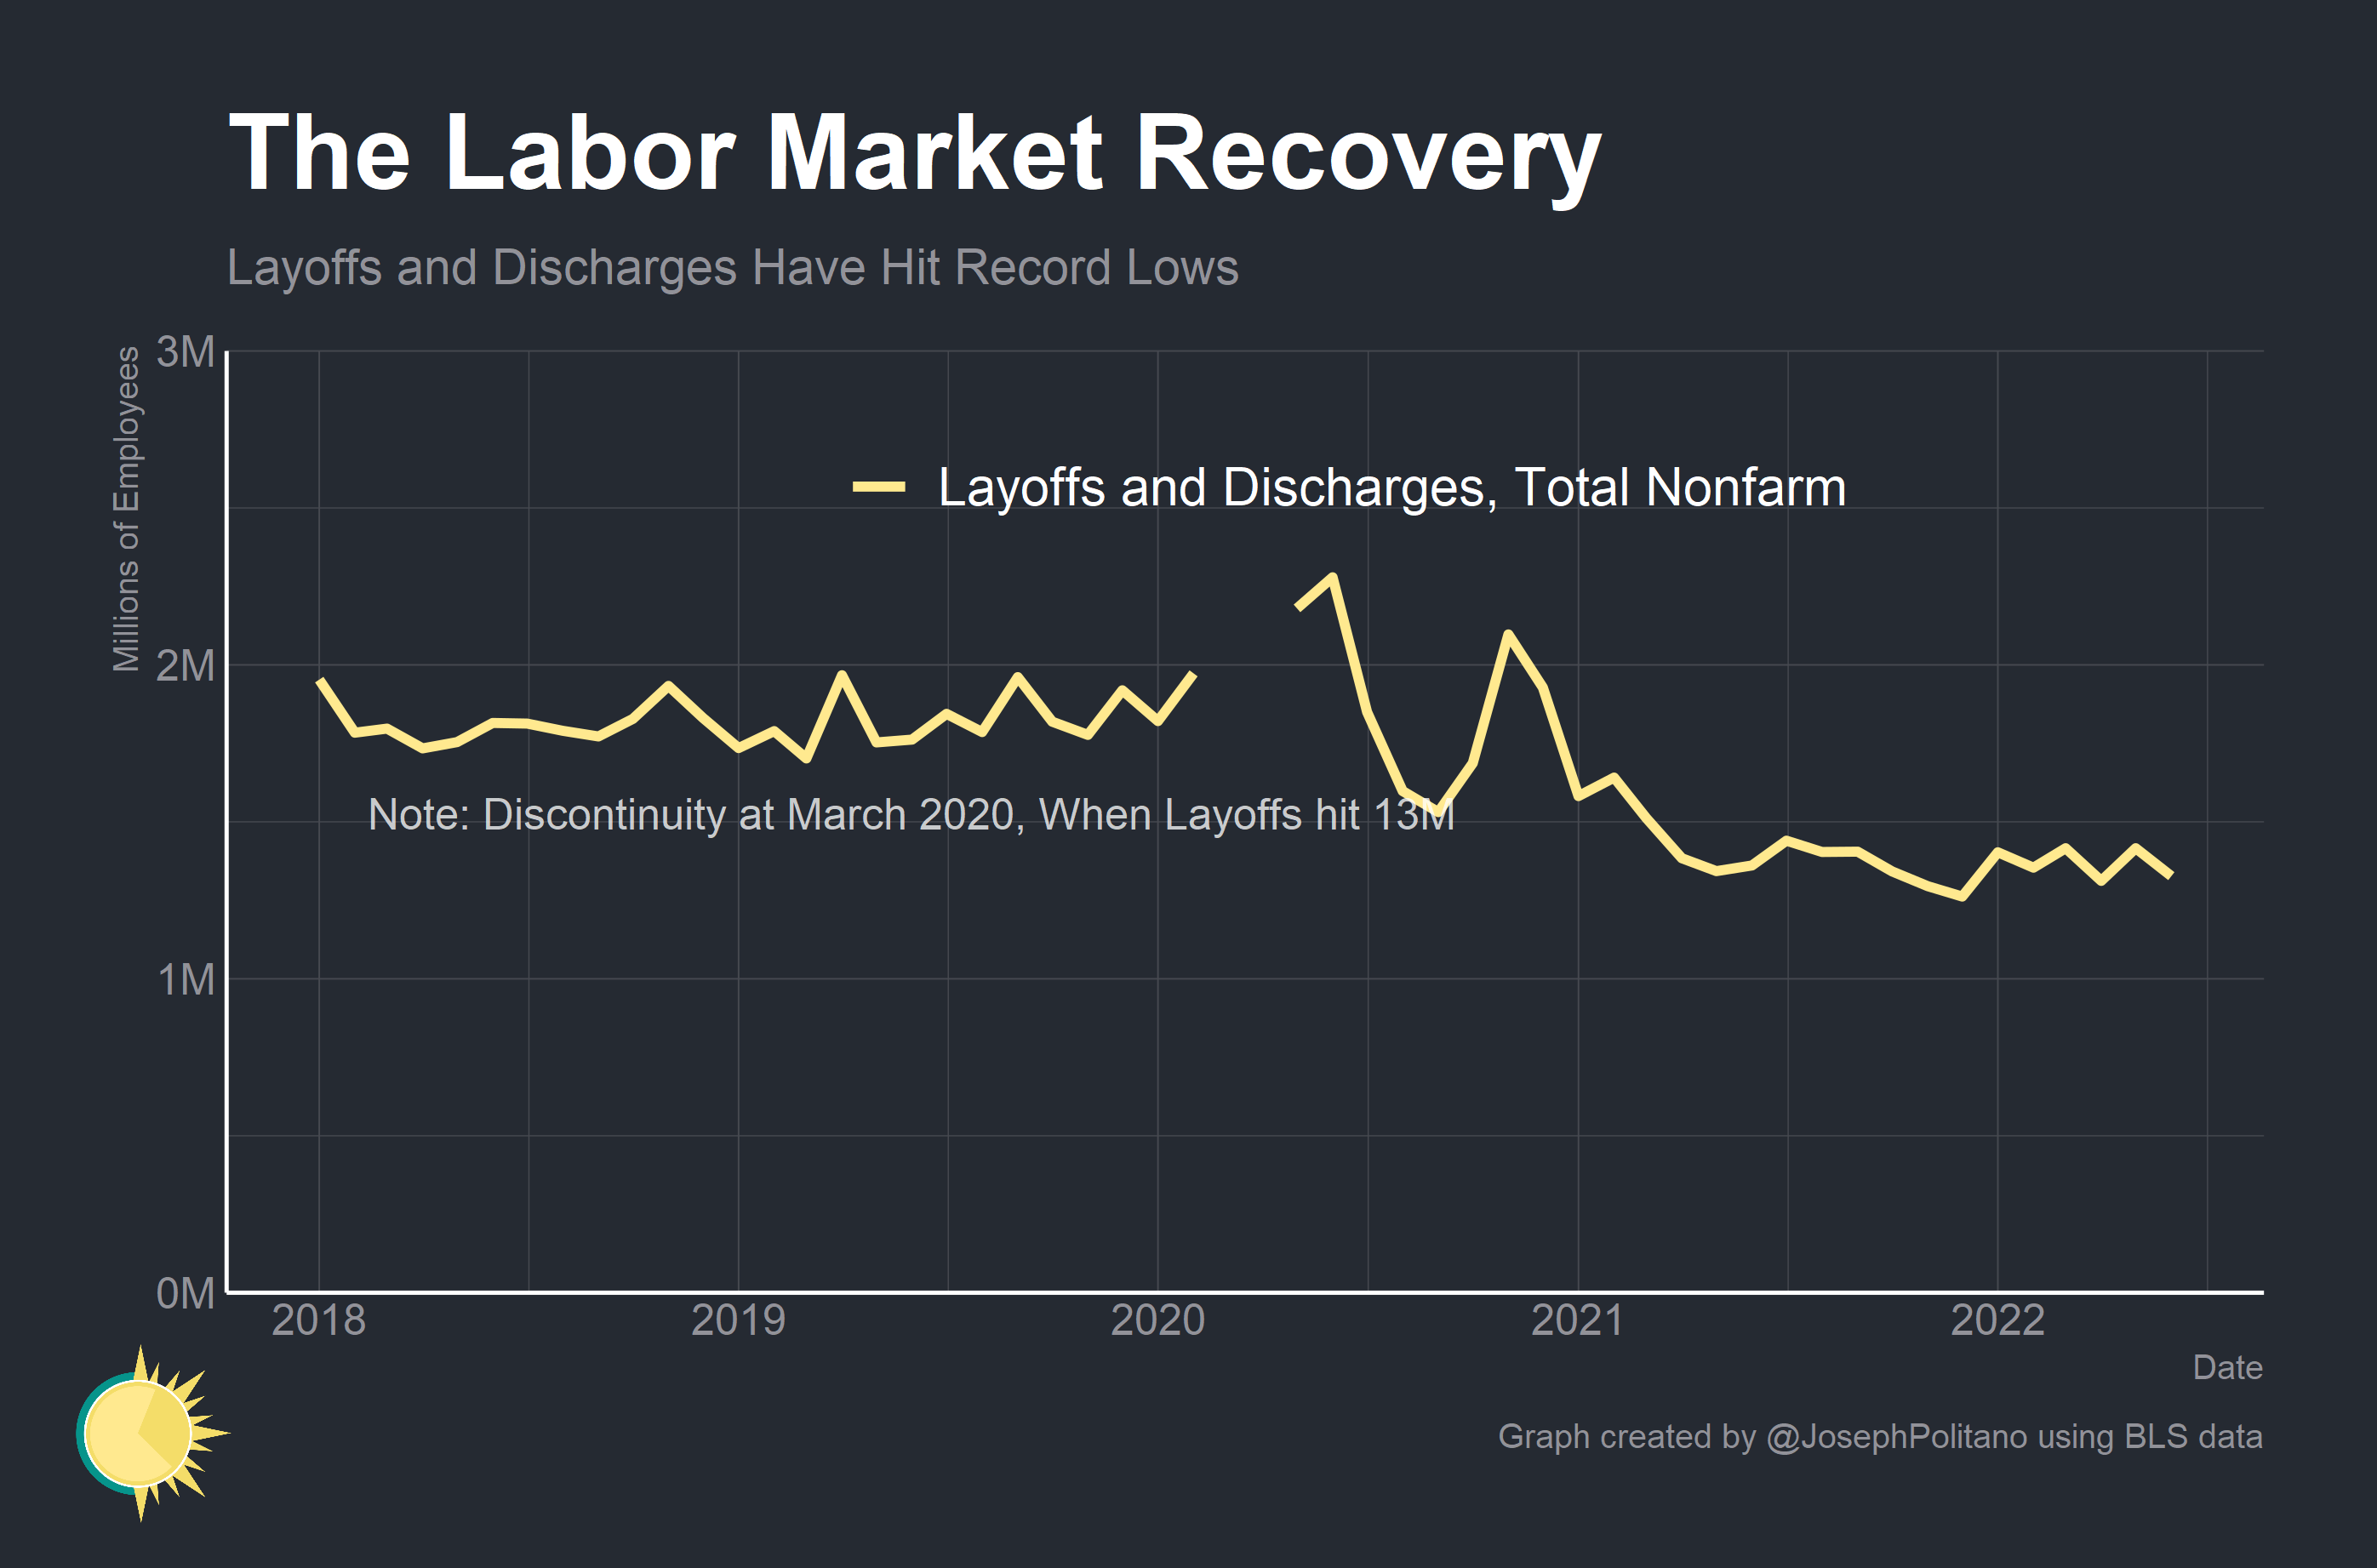 The Labor Market Recovery
Layoffs and Discharges Have Hit Record Lows
Millions of Employees
3M
2M
1M
0M
Layoffs and Discharges, Total Nonfarm
Note: Discontinuity at March 2020, When Layoffs hit 13M
2018 2019 2020 2021 2022
Date
Graph created by @JosephPolitano using BLS data